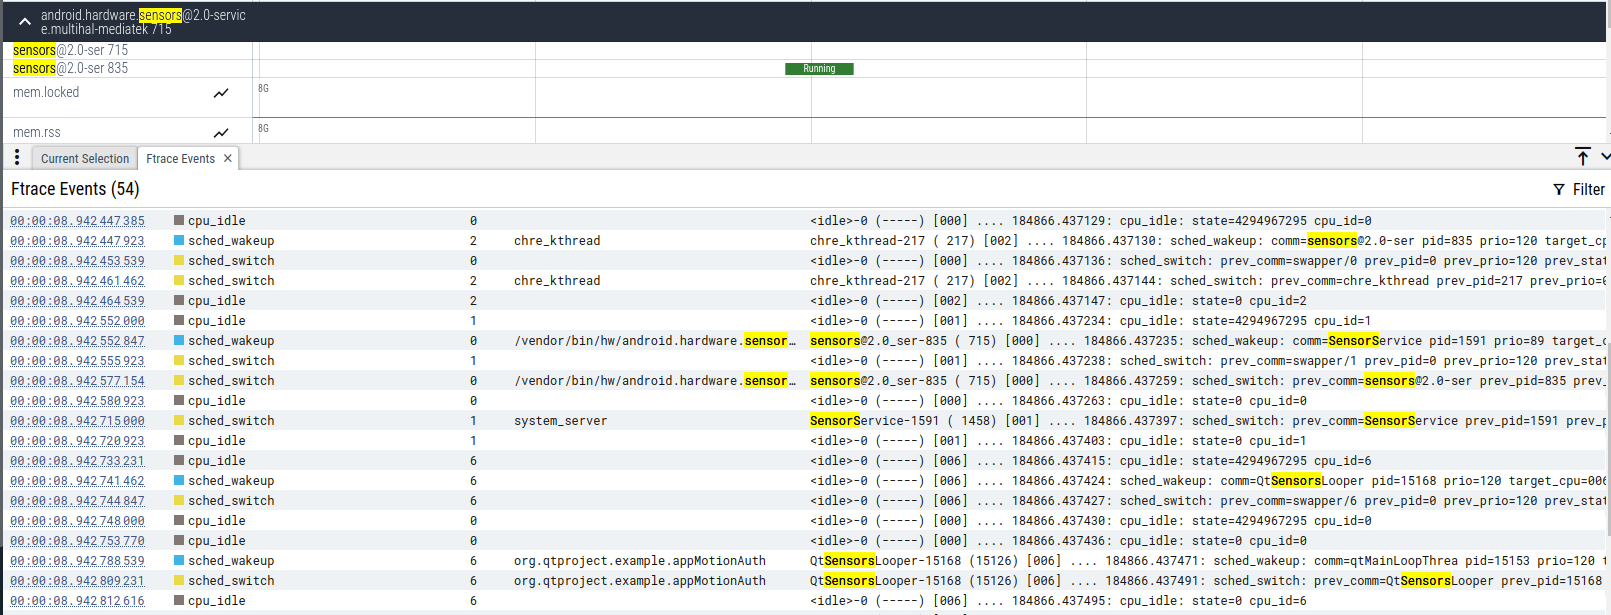 android.hardware.sensors@2.0-servic
e.multihal-mediatek 715
sensors@2.0-ser 715
sensors@2.0-ser 835 Running
mem.locked 8G
mem.rss 8G
Current Selection Ftrace Events ×
Ftrace Events (54) Filter
00:00:08.942 447 385 cpu_idle 0 <idle>-0 (-----) [000] .... 184866.437129: cpu_idle: state=4294967295 cpu_id=0
00:00:08.942 447 923 sched_wakeup 2 chre_kthread chre_kthread-217 ( 217) [002] .... 184866.437130: sched_wakeup: comm=sensors@2.0-ser pid=835 prio=120 target_cp
00:00:08.942 453 539 sched_switch 0 <idle>-0 (-----) [000] .... 184866.437136: sched_switch: prev_comm=swapper/0 prev_pid=0 prev_prio=120 prev_stat
00:00:08.942 461 462 sched_switch 2 chre_kthread chre_kthread-217 ( 217) [002] .... 184866.437144: sched_switch: prev_comm=chre_kthread prev_pid=217 prev_prio=0
00:00:08.942 464 539 cpu_idle 2 <idle>-0 (-----) [002] .... 184866.437147: cpu_idle: state=0 cpu_id=2
00:00:08.942 552 000 cpu_idle 1 <idle>-0 (-----) [001] .... 184866.437234: cpu_idle: state=4294967295 cpu_id=1
00:00:08.942 552 847 sched_wakeup 0 /vendor/bin/hw/android.hardware.sensor… sensors@2.0_ser-835 ( 715) [000] .... 184866.437235: sched_wakeup: comm=SensorService pid=1591 prio=89 target_c
00:00:08.942 555 923 sched_switch 1 <idle>-0 (-----) [001] .... 184866.437238: sched_switch: prev_comm=swapper/1 prev_pid=0 prev_prio=120 prev_stat
00:00:08.942 577 154 sched_switch 0 /vendor/bin/hw/android.hardware.sensor… sensors@2.0_ser-835 ( 715) [000] .... 184866.437259: sched_switch: prev_comm=sensors@2.0-ser prev_pid=835 prev_
00:00:08.942 580 923 cpu_idle 0 <idle>-0 (-----) [000] .... 184866.437263: cpu_idle: state=0 cpu_id=0
00:00:08.942 715 000 sched_switch 1 system_server SensorService-1591 ( 1458) [001] .... 184866.437397: sched_switch: prev_comm=SensorService prev_pid=1591 prev_p
00:00:08.942 720 923 cpu_idle 1 <idle>-0 (-----) [001] .... 184866.437403: cpu_idle: state=0 cpu_id=1
00:00:08.942 733 231 cpu_idle 6 <idle>-0 (-----) [006] .... 184866.437415: cpu_idle: state=4294967295 cpu_id=6
00:00:08.942 741 462 sched_wakeup 6 <idle>-0 (-----) [006] .... 184866.437424: sched_wakeup: comm=QtSensorsLooper pid=15168 prio=120 target_cpu=006
00:00:08.942 744 847 sched_switch 6 <idle>-0 (-----) [006] .... 184866.437427: sched_switch: prev_comm=swapper/6 prev_pid=0 prev_prio=120 prev_stat
00:00:08.942 748 000 cpu_idle 0 <idle>-0 (-----) [000] .... 184866.437430: cpu_idle: state=4294967295 cpu_id=0
00:00:08.942 753 770 cpu_idle 0 <idle>-0 (-----) [000] .... 184866.437436: cpu_idle: state=0 cpu_id=0
00:00:08.942 788 539 sched_wakeup 6 org.qtproject.example.appMotionAuth QtSensorsLooper-15168 (15126) [006] .... 184866.437471: sched_wakeup: comm=qtMainLoopThrea pid=15153 prio=120 t
00:00:08.942 809 231 sched_switch 6 org.qtproject.example.appMotionAuth QtSensorsLooper-15168 (15126) [006] .... 184866.437491: sched_switch: prev_comm=QtSensorsLooper prev_pid=15168
00:00:08.942 812 616 cpu_idle 6 <idle>-0 (-----) [006] .... 184866.437495: cpu_idle: state=0 cpu_id=6